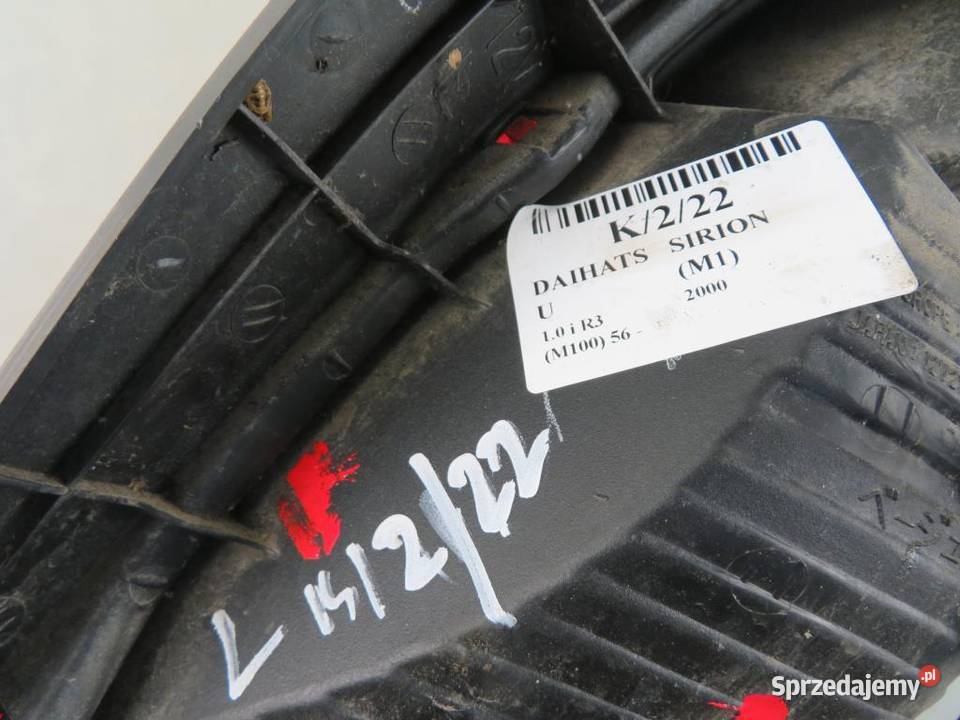 K/2/22
DAIHATS SIRION
U (M1)
1.0 i R3 2000
(M100) 56 -
L K/2/22
Sprzedajemy.pl